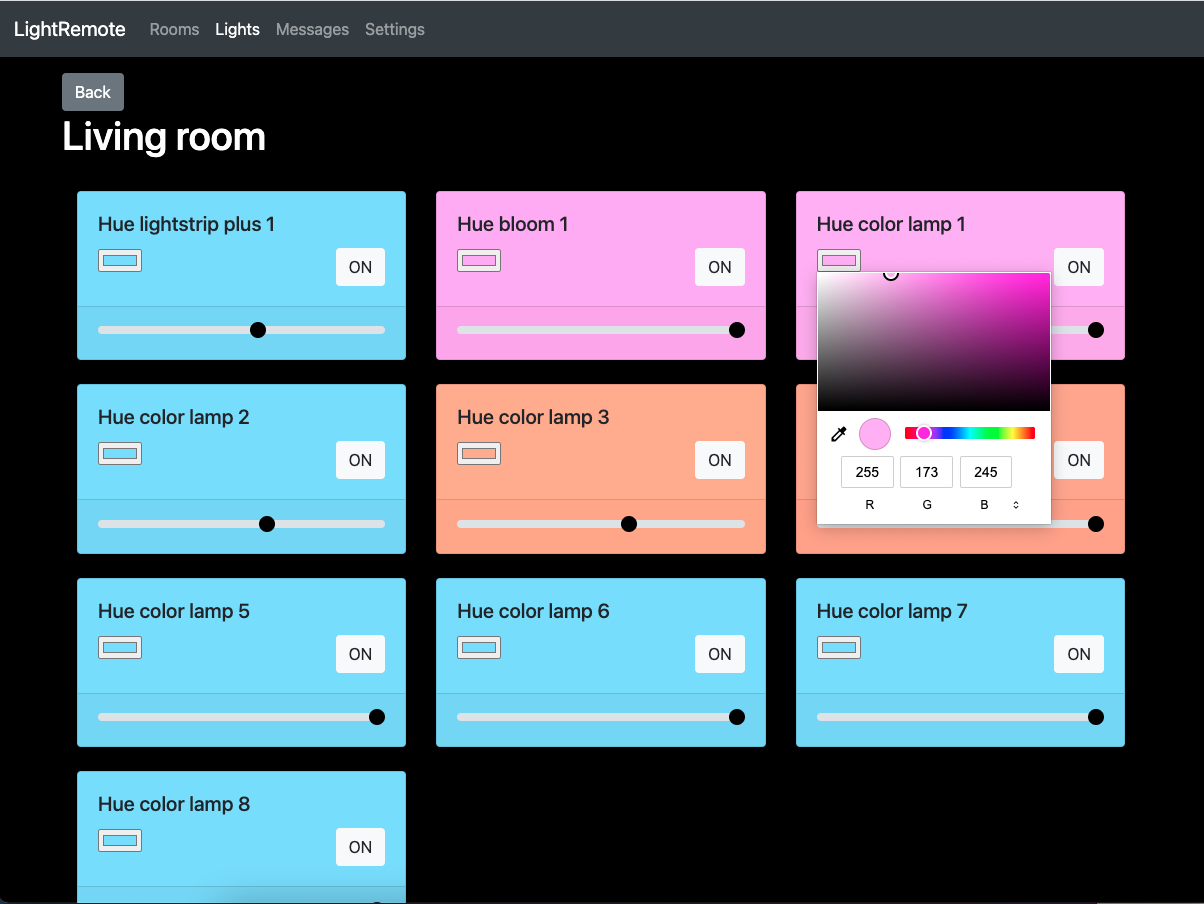 LightRemote Rooms Lights Messages Settings
Back
Living room
Hue lightstrip plus 1
ON
Hue bloom 1
ON
Hue color lamp 1
ON
255 173 245
R G B
Hue color lamp 2
ON
Hue color lamp 3
ON
ON
Hue color lamp 5
ON
Hue color lamp 6
ON
Hue color lamp 7
ON
Hue color lamp 8
ON